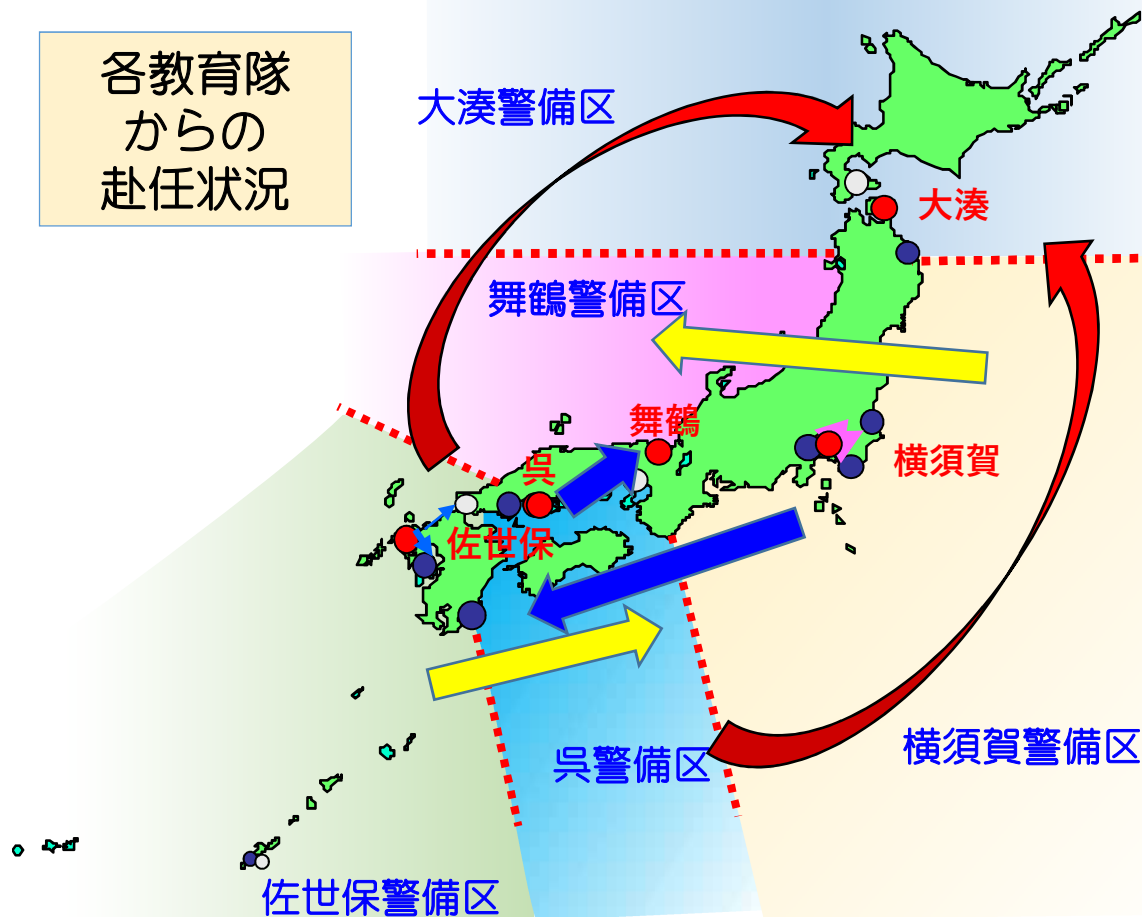 各教育隊
からの
赴任状況
大湊警備区
大湊
舞鶴警備区
舞鶴
呉
横須賀
佐世保
呉警備区
横須賀警備区
佐世保警備区